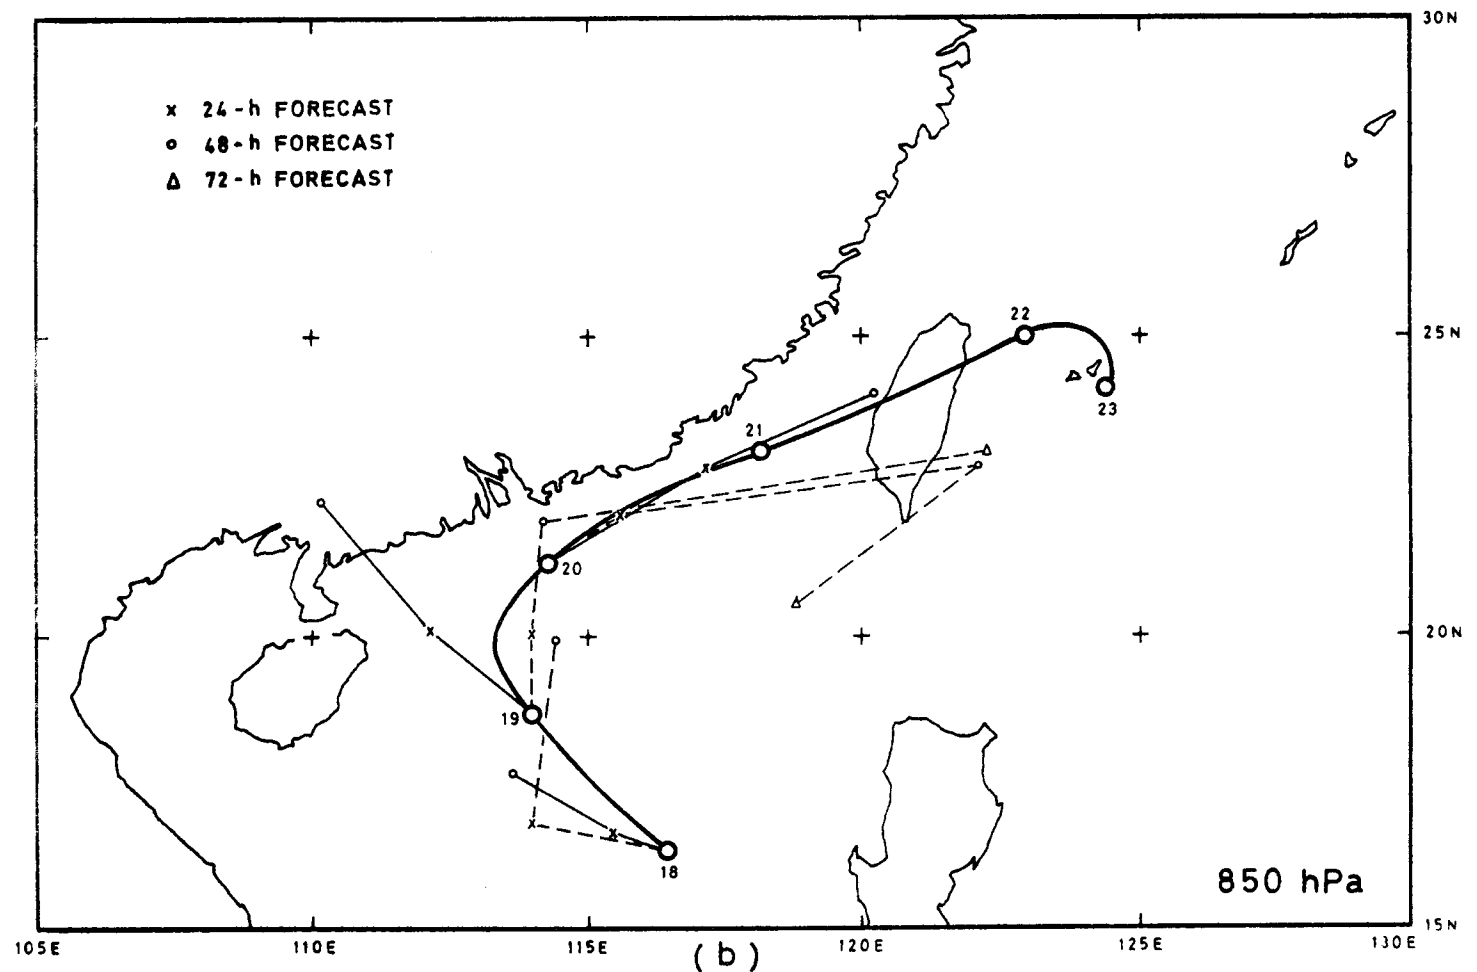 30N
x 24-h FORECAST
o 48-h FORECAST
Δ 72-h FORECAST
22
25N
23
21
20
20N
19
18
850 hPa
15N
105E 110E 115E 120E 125E 130E
(b)